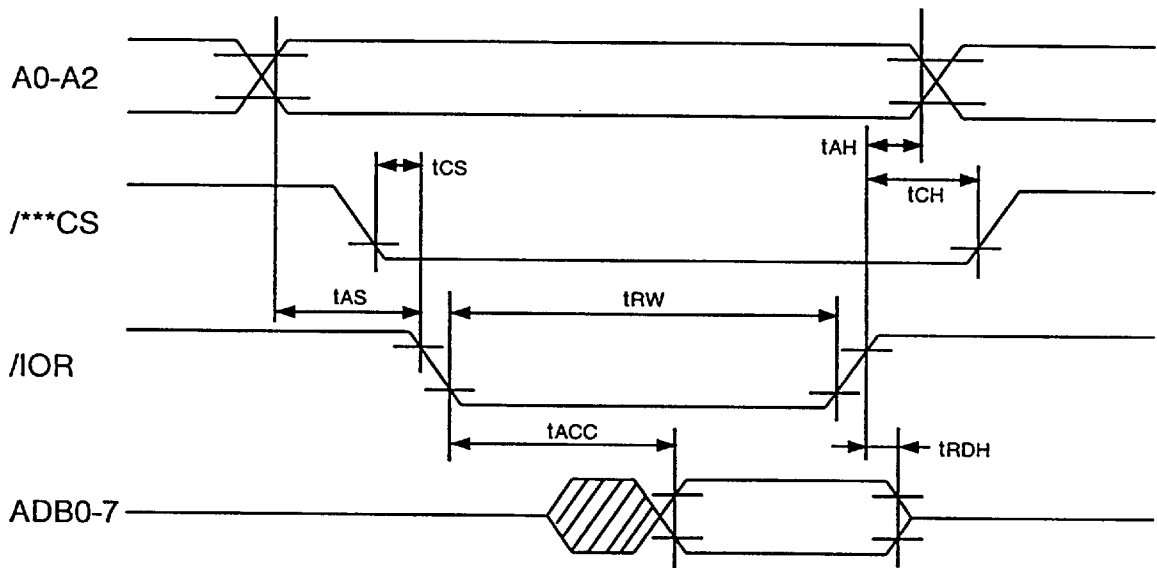 A0-A2
tAH
tCS
tCH
/***CS
tAS
tRW
/IOR
tACC
tRDH
ADB0-7